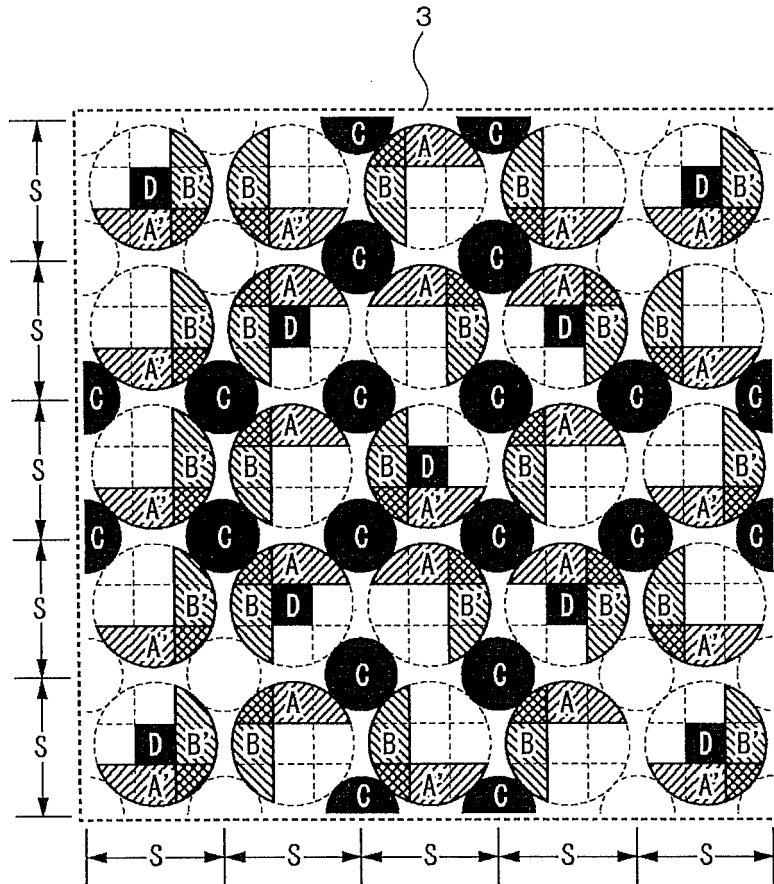 3
C C
A
S D B' B B B D B'
A' A'
C C
A A A
S B' B D B' D B' B'
A' A'
C C C C C C
A A
S B' B B D B B'
A' A' A'
C C C C C C
A A A
S B' B D B' D B' B'
A' A'
C C
A A
S D B' B B B D B'
A' A' A'
C C
S S S S S